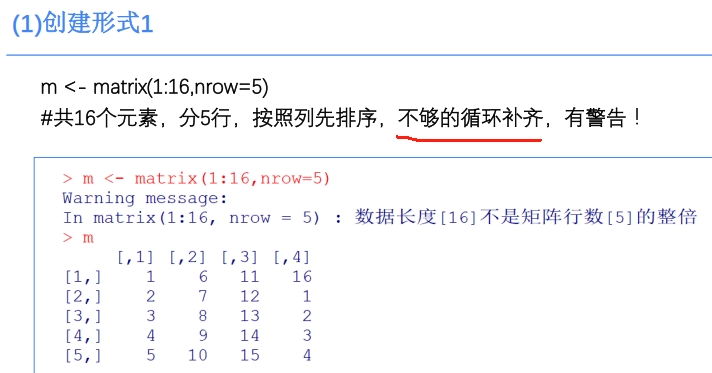 (1)创建形式1
m <- matrix(1:16,nrow=5)
#共16个元素，分5行，按照列先排序，不够的循环补齐，有警告！
> m <- matrix(1:16,nrow=5)
Warning message:
In matrix(1:16, nrow = 5) : 数据长度[16]不是矩阵行数[5]的整倍
> m
     [,1] [,2] [,3] [,4]
[1,]    1    6   11   16
[2,]    2    7   12    1
[3,]    3    8   13    2
[4,]    4    9   14    3
[5,]    5   10   15    4